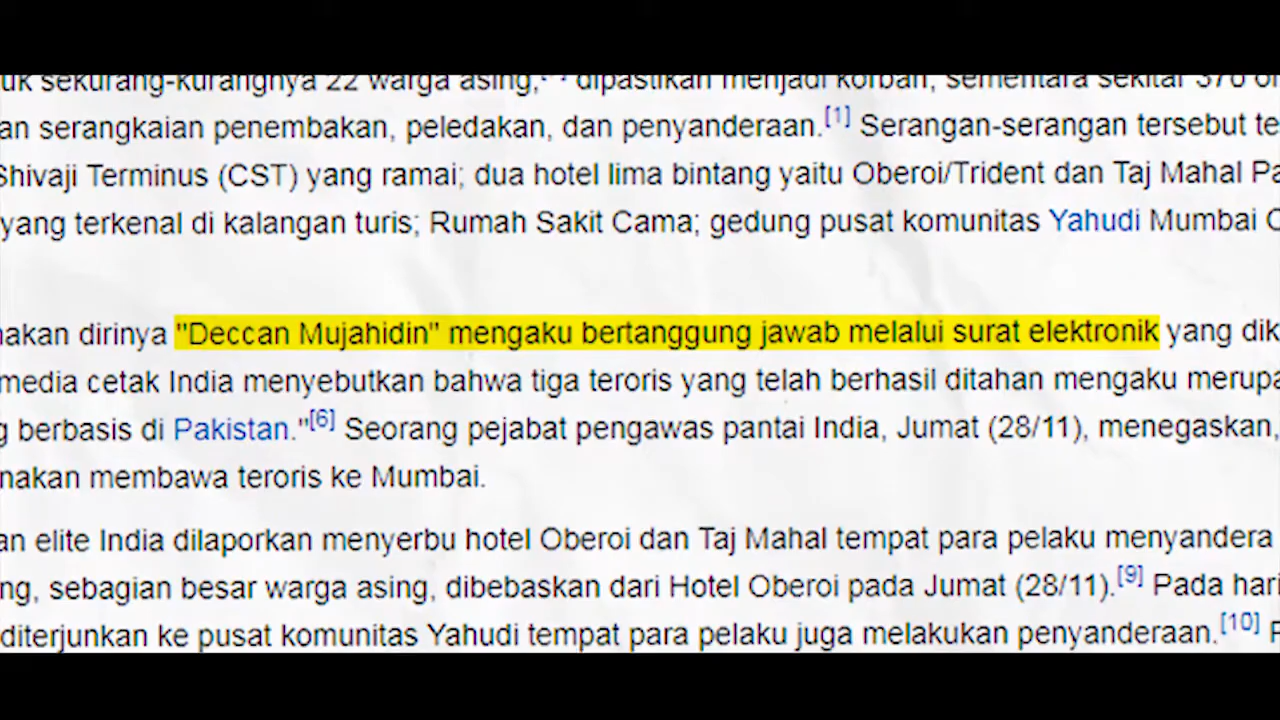 uk sekurang-kurangnya 22 warga asing, dipastikan menjadi korban, sementara sekitar 370
an serangkaian penembakan, peledakan, dan penyanderaan.[1] Serangan-serangan tersebut te
Shivaji Terminus (CST) yang ramai; dua hotel lima bintang yaitu Oberoi/Trident dan Taj Mahal Pa
yang terkenal di kalangan turis; Rumah Sakit Cama; gedung pusat komunitas Yahudi Mumbai C
nakan dirinya "Deccan Mujahidin" mengaku bertanggung jawab melalui surat elektronik yang dik
media cetak India menyebutkan bahwa tiga teroris yang telah berhasil ditahan mengaku merupa
g berbasis di Pakistan."[6] Seorang pejabat pengawas pantai India, Jumat (28/11), menegaskan,
nakan membawa teroris ke Mumbai.
an elite India dilaporkan menyerbu hotel Oberoi dan Taj Mahal tempat para pelaku menyandera
ng, sebagian besar warga asing, dibebaskan dari Hotel Oberoi pada Jumat (28/11).[9] Pada hari
diterjunkan ke pusat komunitas Yahudi tempat para pelaku juga melakukan penyanderaan.[10]